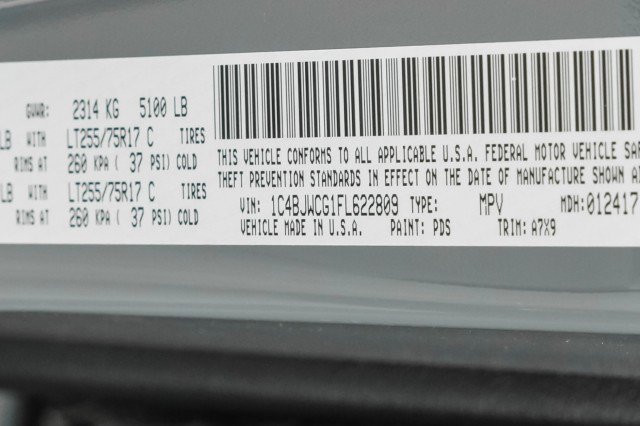 GVWR: 2314 KG 5100 LB
LB WITH LT255/75R17 C TIRES
RIMS AT 260 KPA ( 37 PSI) COLD
LB WITH LT255/75R17 C TIRES
RIMS AT 260 KPA ( 37 PSI) COLD
THIS VEHICLE CONFORMS TO ALL APPLICABLE U.S.A. FEDERAL MOTOR VEHICLE SAF
THEFT PREVENTION STANDARDS IN EFFECT ON THE DATE OF MANUFACTURE SHOWN A
VIN: 1C4BJWCG1FL622809 TYPE: MPV MDH: 012417
VEHICLE MADE IN U.S.A. PAINT: PDS TRIM: A7X9